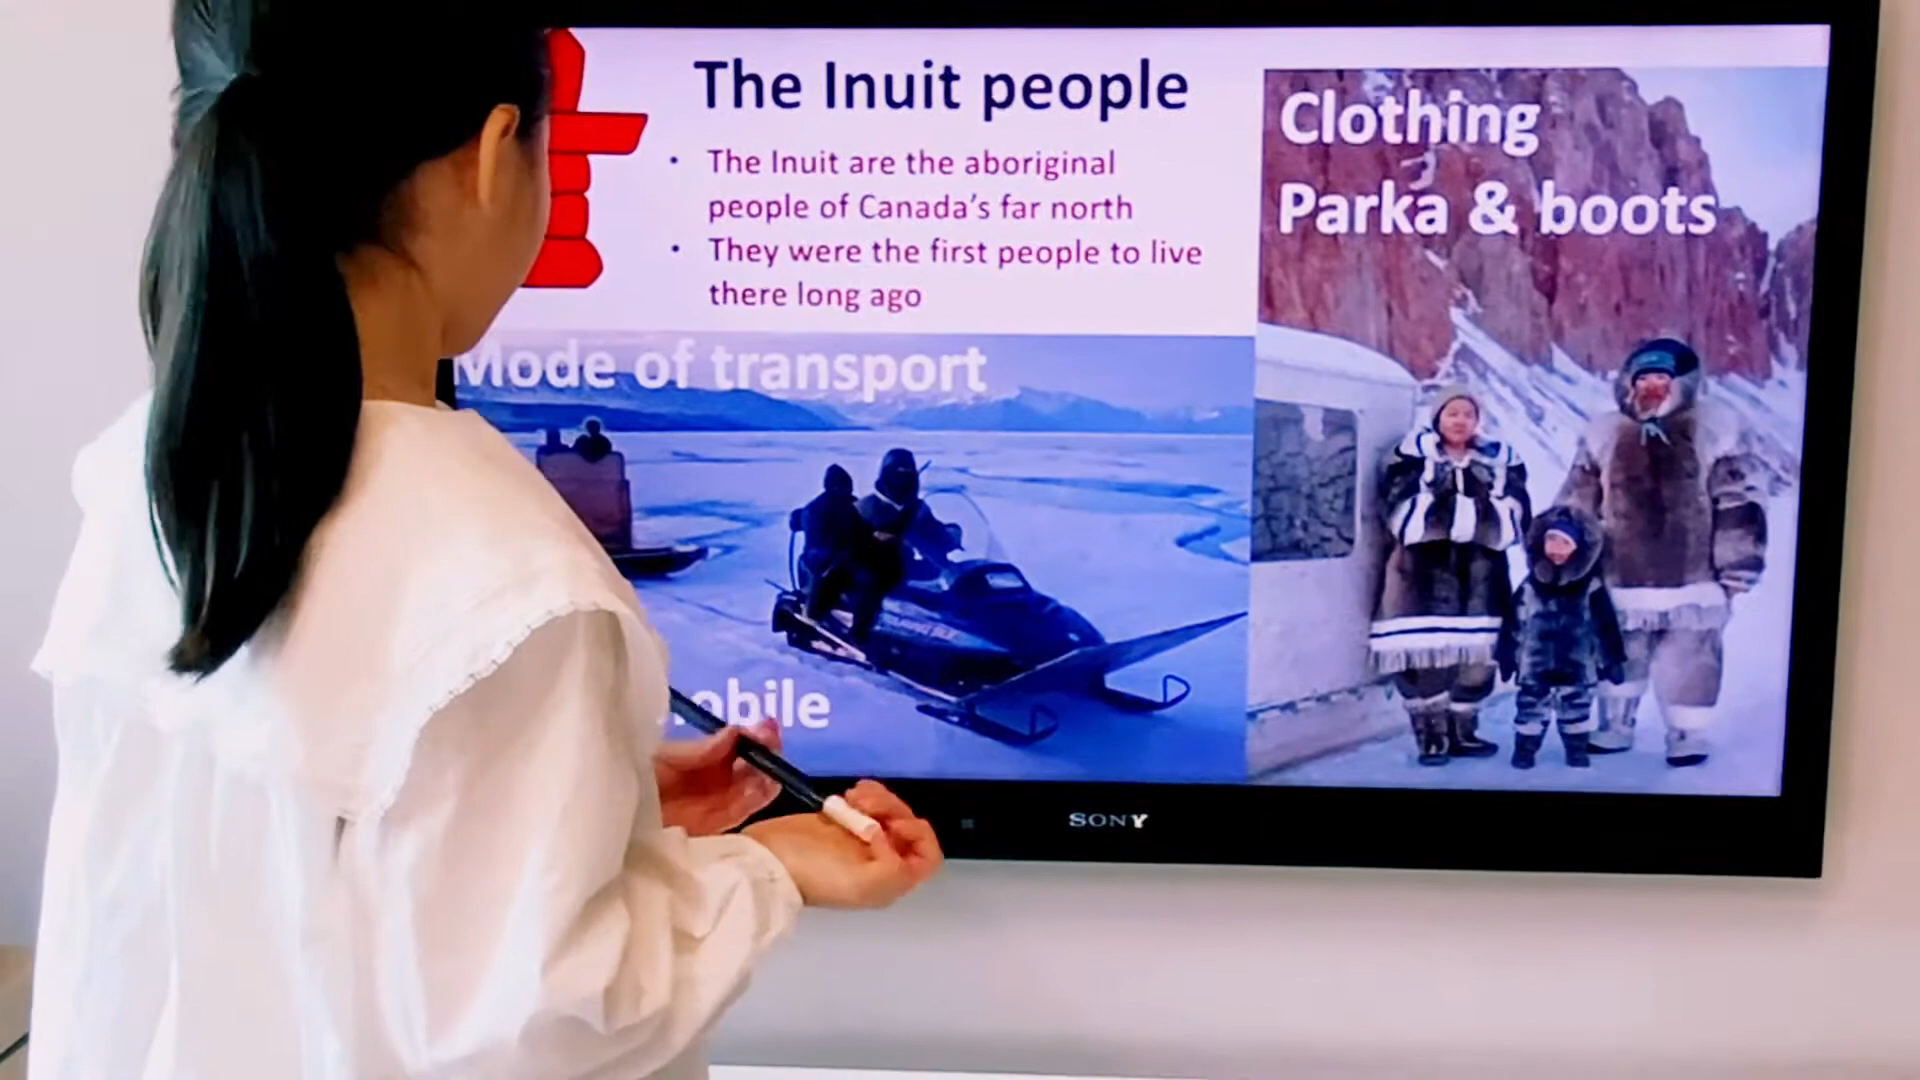 The Inuit people
• The Inuit are the aboriginal
people of Canada's far north
• They were the first people to live
there long ago
Clothing
Parka & boots
Mode of transport
mobile
SONY